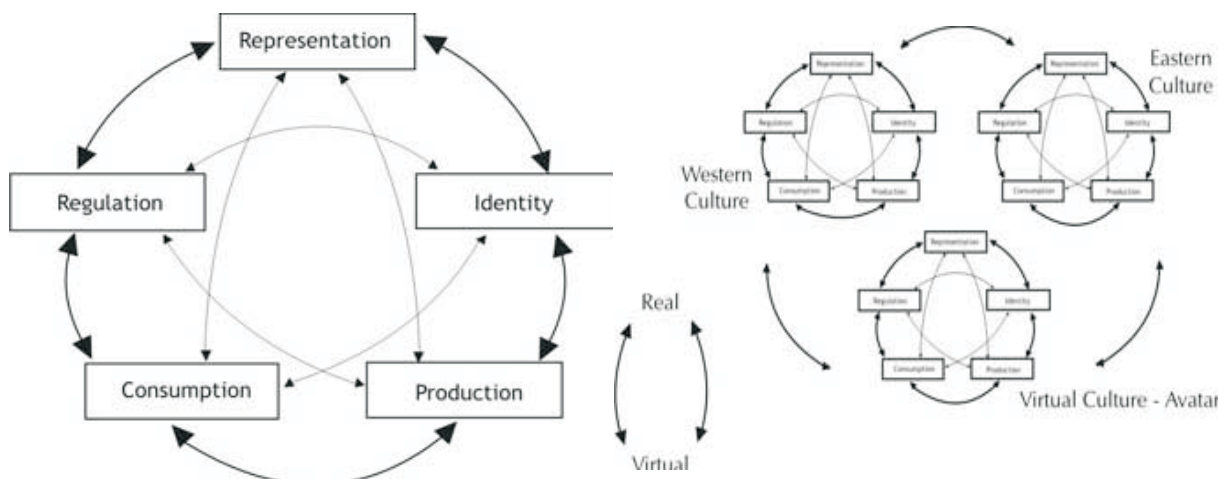 Representation
Regulation
Identity
Consumption
Production
Real
Virtual
Western
Culture
Representation
Regulation
Identity
Consumption
Production
Eastern
Culture
Representation
Regulation
Identity
Consumption
Production
Representation
Regulation
Identity
Consumption
Production
Virtual Culture - Avatar